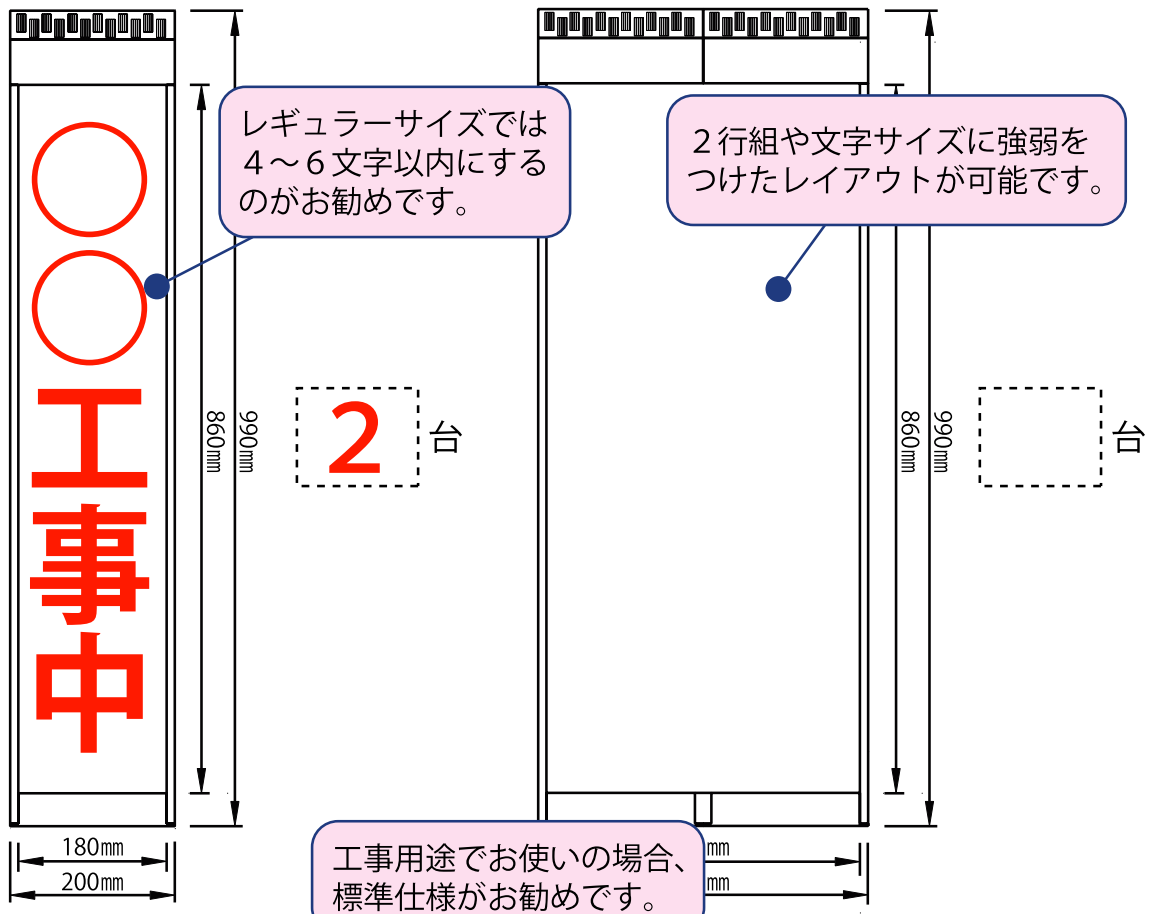 レギュラーサイズでは
４～６文字以内にする
のがお勧めです。
○○工事中
860㎜
990㎜
2
台
180㎜
200㎜
２行組や文字サイズに強弱を
つけたレイアウトが可能です。
860㎜
990㎜
台
㎜
㎜
工事用途でお使いの場合、
標準仕様がお勧めです。